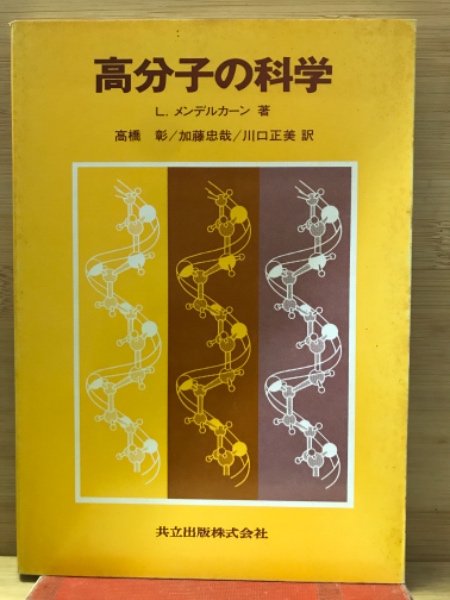 高分子の科学
L. メンデルカーン 著
高橋 彰/加藤忠哉/川口正美 訳
共立出版株式会社